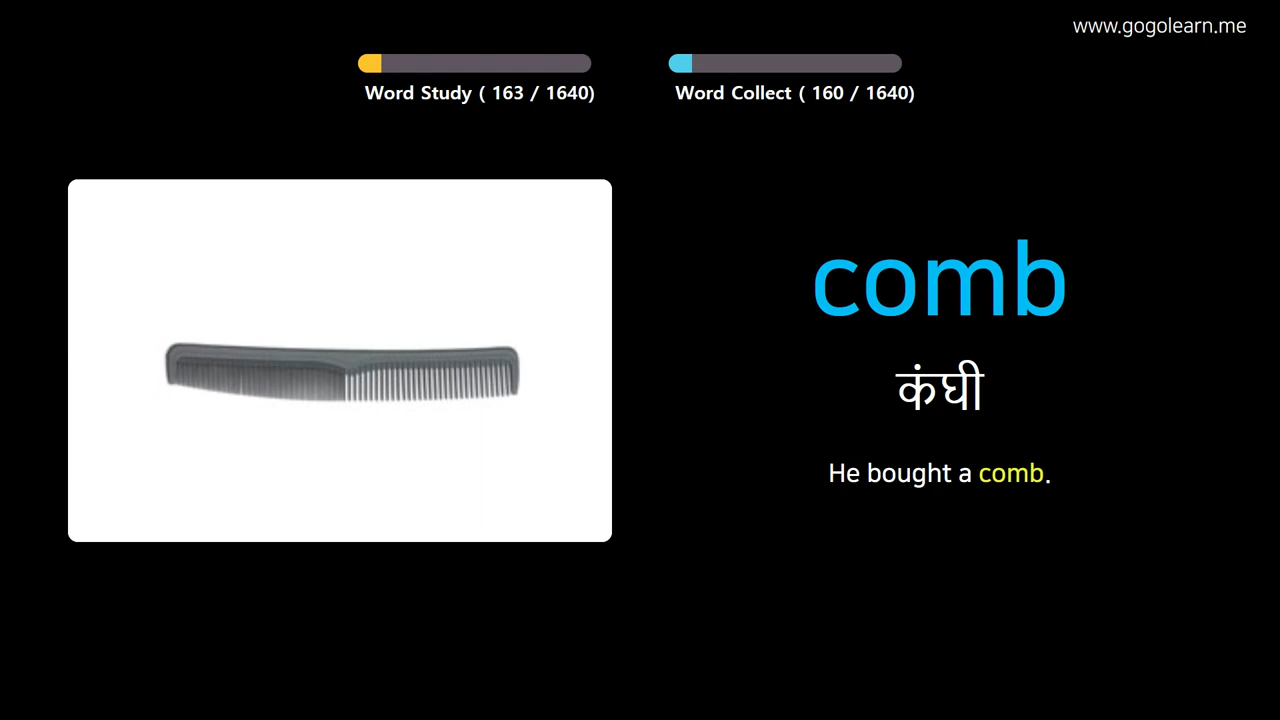 www.gogolearn.me
Word Study ( 163 / 1640)
Word Collect ( 160 / 1640)
comb
कंघी
He bought a comb.